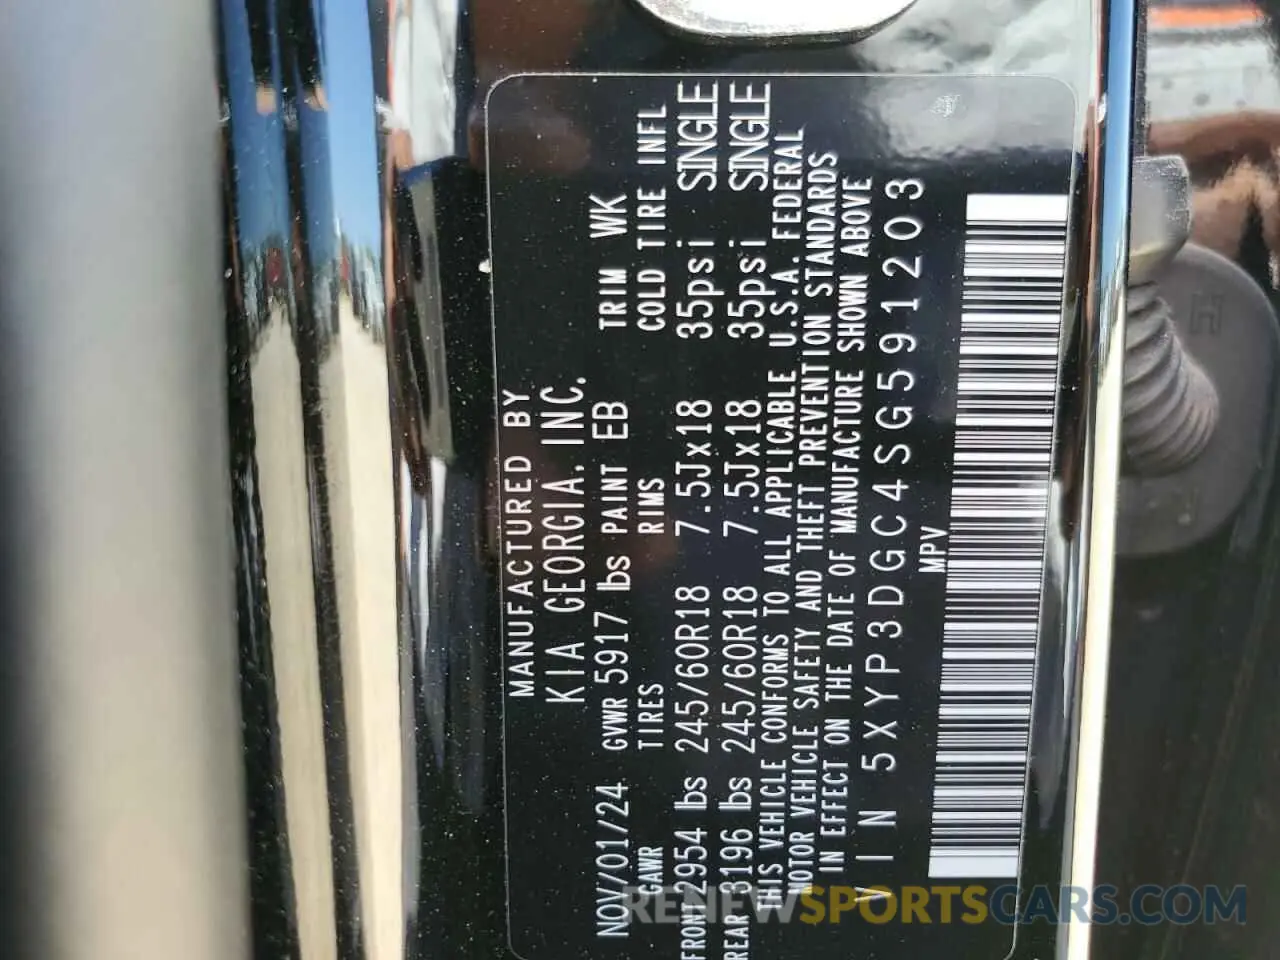 MANUFACTURED BY
KIA GEORGIA, INC.
NOV/01/24 GVWR 5917 lbs PAINT EB TRIM WK
GAWR TIRES RIMS COLD TIRE INFL
FRONT 2954 lbs 245/60R18 7.5Jx18 35psi SINGLE
REAR 3196 lbs 245/60R18 7.5Jx18 35psi SINGLE
THIS VEHICLE CONFORMS TO ALL APPLICABLE U.S.A. FEDERAL
MOTOR VEHICLE SAFETY AND THEFT PREVENTION STANDARDS
IN EFFECT ON THE DATE OF MANUFACTURE SHOWN ABOVE
VIN 5XYP3DGC4SG591203
MPV
RENEWSPORTSCARS.COM